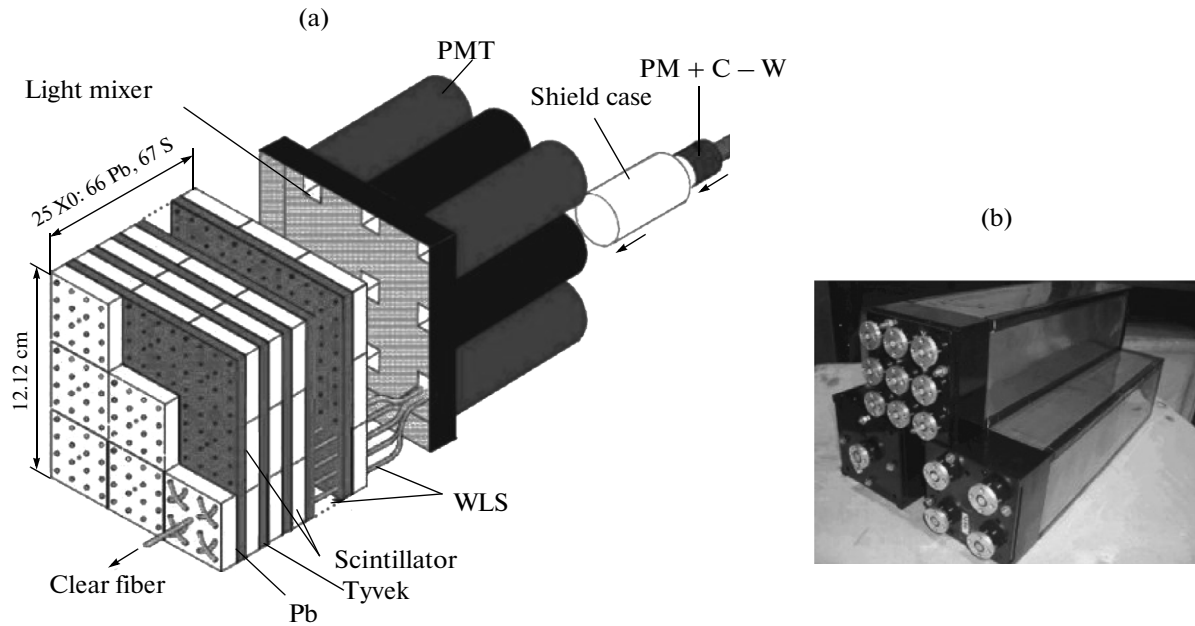 (a)
PMT
PM + C – W
Light mixer
Shield case
25 X0: 66 Pb, 67 S
(b)
12.12 cm
WLS
Scintillator
Clear fiber
Tyvek
Pb